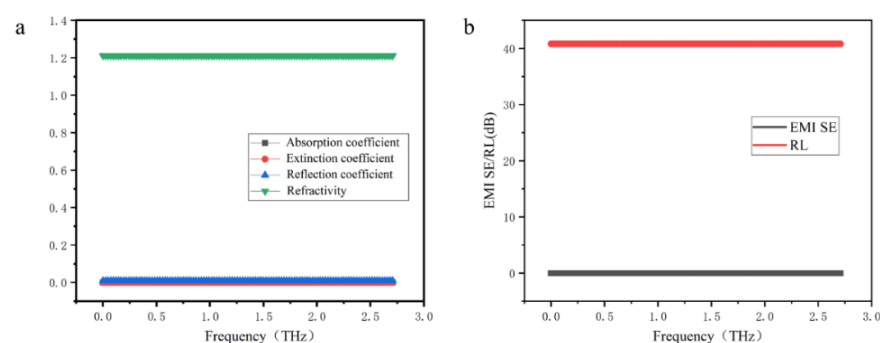 a
1.4
1.2
1.0
0.8
0.6
0.4
0.2
0.0
Absorption coefficient
Extinction coefficient
Reflection coefficient
Refractivity
0.0 0.5 1.0 1.5 2.0 2.5 3.0
Frequency（THz）
b
EMI SE/RL(dB)
40
30
20
10
0
EMI SE
RL
0.0 0.5 1.0 1.5 2.0 2.5 3.0
Frequency（THz）